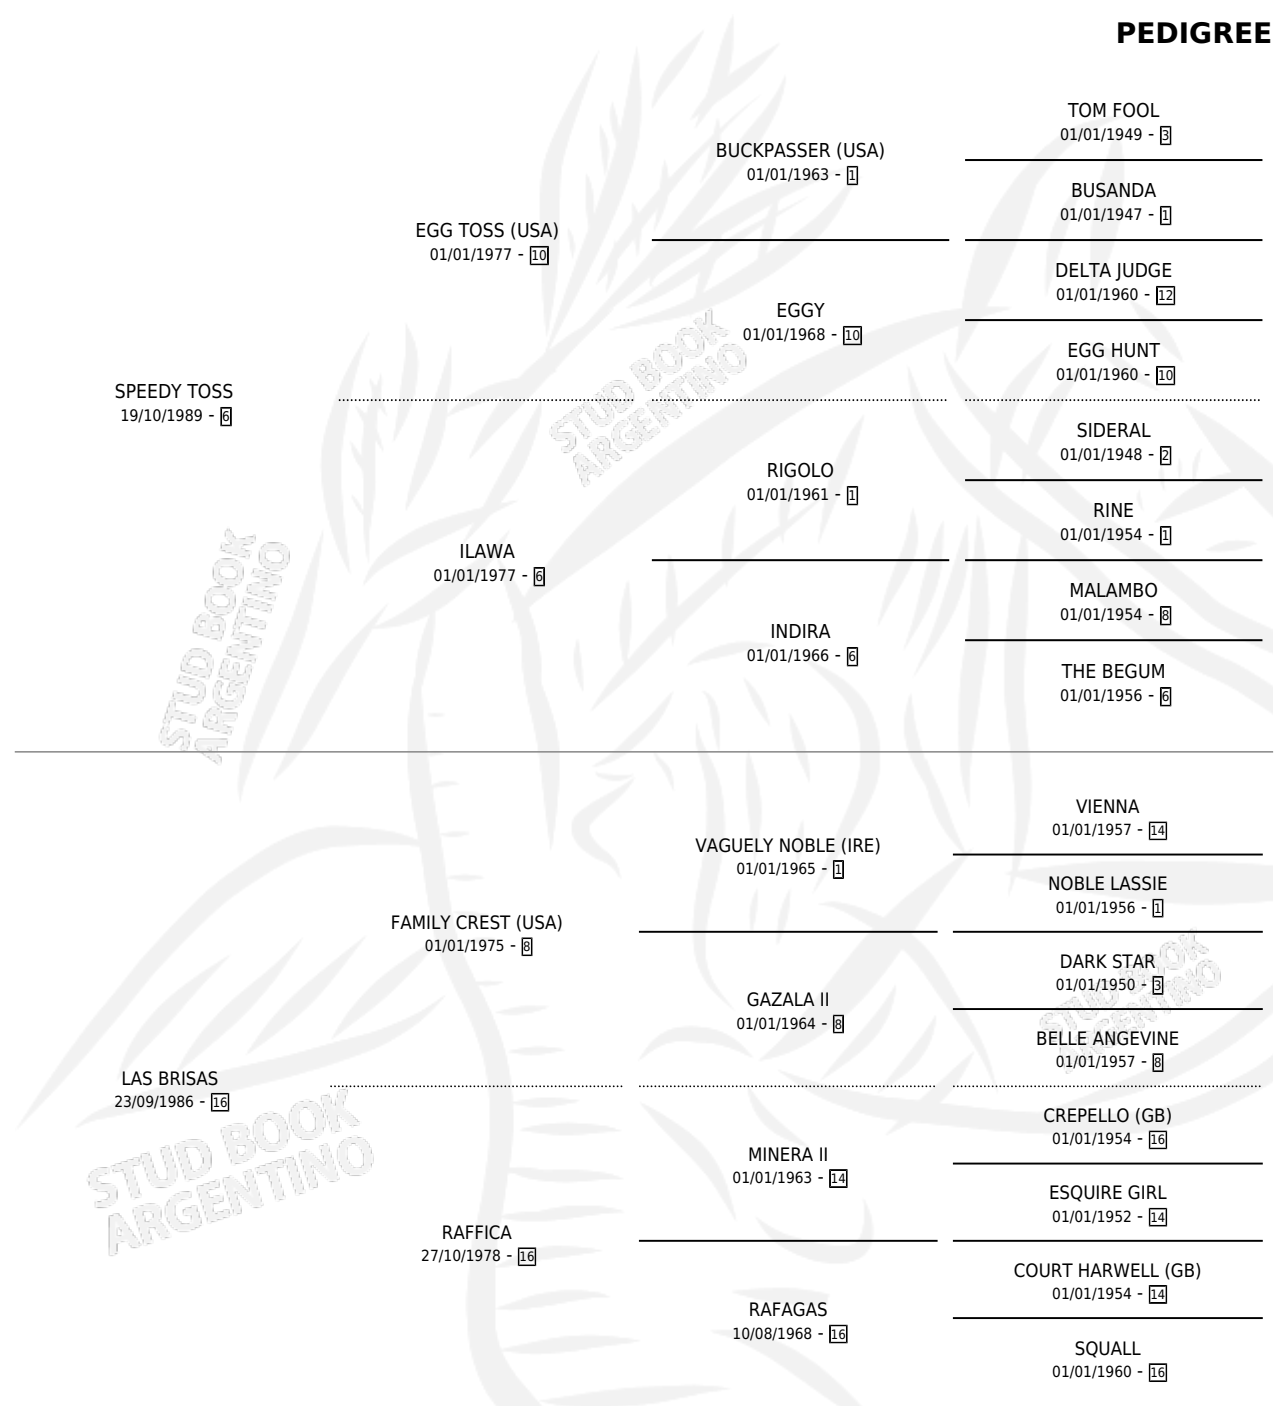 PEDIGREE
TOM FOOL
01/01/1949 - 3
BUCKPASSER (USA)
01/01/1963 - 1
BUSANDA
01/01/1947 - 1
EGG TOSS (USA)
01/01/1977 - 10
DELTA JUDGE
01/01/1960 - 12
EGGY
01/01/1968 - 10
EGG HUNT
01/01/1960 - 10
SPEEDY TOSS
19/10/1989 - 6
SIDERAL
01/01/1948 - 2
RIGOLO
01/01/1961 - 1
RINE
01/01/1954 - 1
ILAWA
01/01/1977 - 6
MALAMBO
01/01/1954 - 8
INDIRA
01/01/1966 - 6
THE BEGUM
01/01/1956 - 6
VIENNA
01/01/1957 - 14
VAGUELY NOBLE (IRE)
01/01/1965 - 1
NOBLE LASSIE
01/01/1956 - 1
FAMILY CREST (USA)
01/01/1975 - 8
DARK STAR
01/01/1950 - 3
GAZALA II
01/01/1964 - 8
BELLE ANGEVINE
01/01/1957 - 8
LAS BRISAS
23/09/1986 - 16
CREPELLO (GB)
01/01/1954 - 16
MINERA II
01/01/1963 - 14
ESQUIRE GIRL
01/01/1952 - 14
RAFFICA
27/10/1978 - 16
COURT HARWELL (GB)
01/01/1954 - 14
RAFAGAS
10/08/1968 - 16
SQUALL
01/01/1960 - 16
STUD BOOK
ARGENTINO
STUD BOOK
ARGENTINO
STUD BOOK
ARGENTINO
STUD BOOK
ARGENTINO